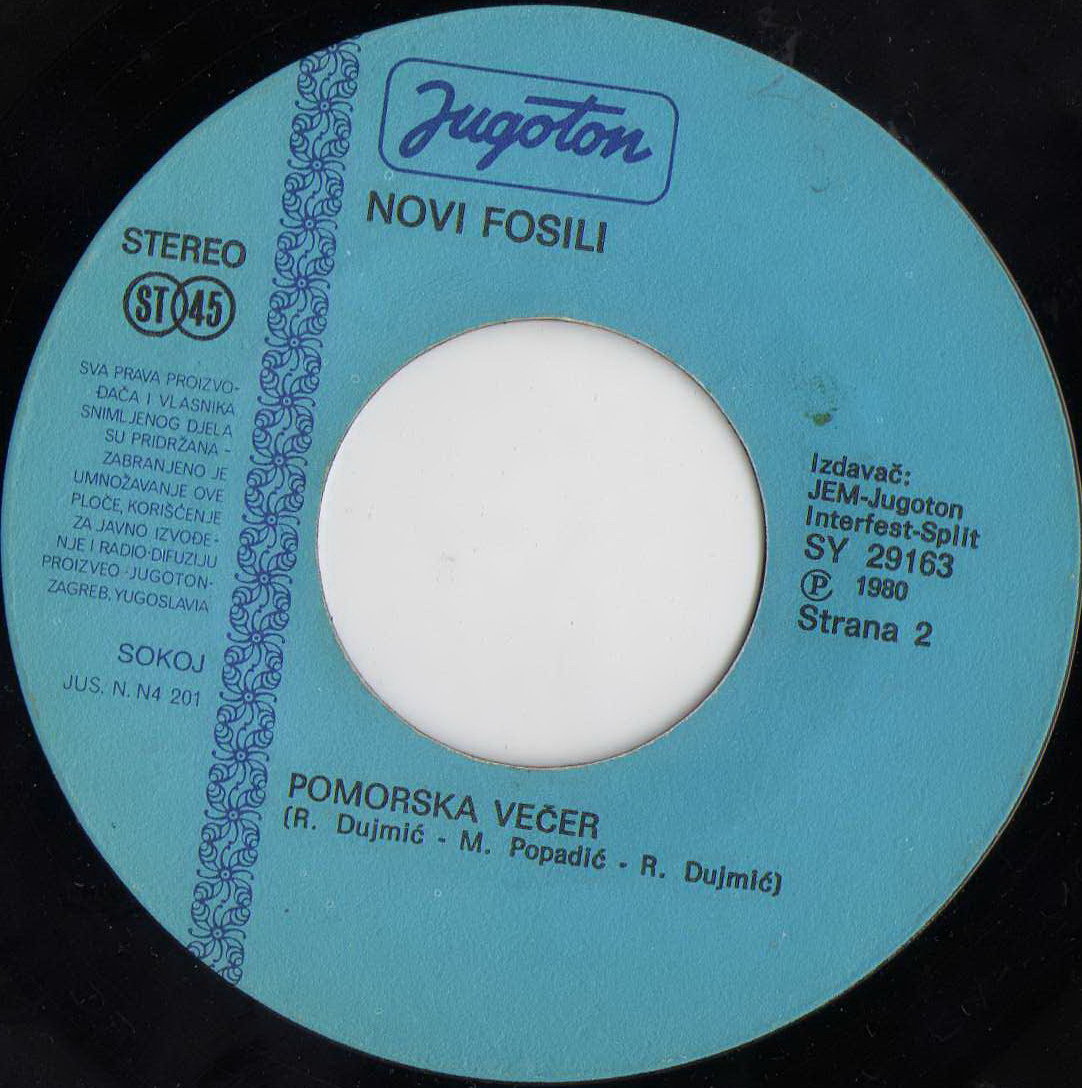 Jugoton
NOVI FOSILI
STEREO
ST 45
SVA PRAVA PROIZVO-
ĐAČA I VLASNIKA
SNIMLJENOG DJELA
SU PRIDRŽANA -
ZABRANJENO JE
UMNOŽAVANJE OVE
PLOČE, KORIŠĆENJE
ZA JAVNO IZVOĐE-
NJE I RADIO-DIFUZIJU
PROIZVEO -JUGOTON-
ZAGREB, YUGOSLAVIA
SOKOJ
JUS. N. N4 201
Izdavač:
JEM-Jugoton
Interfest-Split
SY 29163
Ⓟ 1980
Strana 2
POMORSKA VEČER
(R. Dujmić - M. Popadić - R. Dujmić)